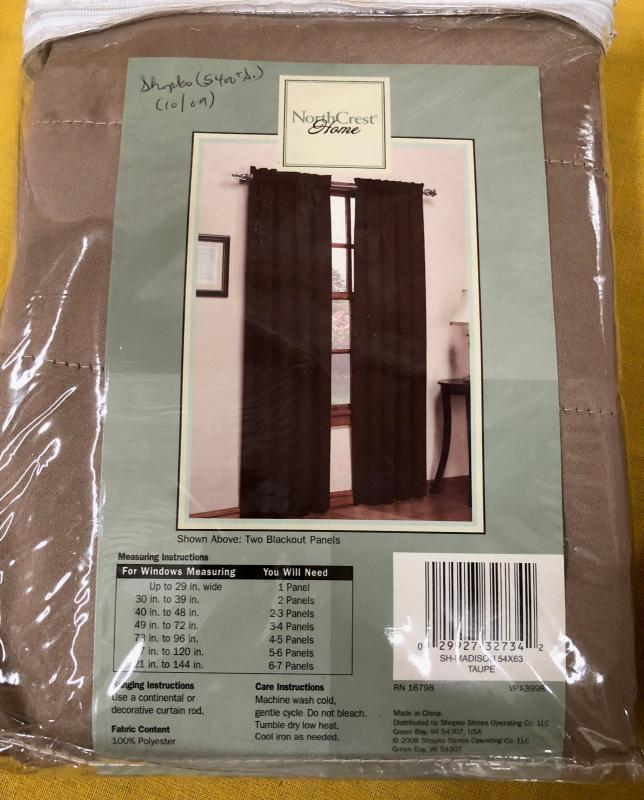 Shopko (5400 + S.)
(10/09)
NorthCrest®
Home
Shown Above: Two Blackout Panels
Measuring Instructions
For Windows Measuring You Will Need
Up to 29 in. wide 1 Panel
30 in. to 39 in. 2 Panels
40 in. to 48 in. 2-3 Panels
49 in. to 72 in. 3-4 Panels
73 in. to 96 in. 4-5 Panels
7 in. to 120 in. 5-6 Panels
21 in. to 144 in. 6-7 Panels
nging Instructions
Use a continental or
decorative curtain rod.
Fabric Content
100% Polyester
Care Instructions
Machine wash cold,
gentle cycle. Do not bleach.
Tumble dry low heat.
Cool iron as needed.
0 29927 32734 2
SH-MADISON 54X63
TAUPE
RN 16798 VPJ-3998
Made in China.
Distributed by Shopko Stores Operating Co. LLC
Green Bay, WI 54307, USA
© 2008 Shopko Stores Operating Co. LLC
Green Bay, WI 54307